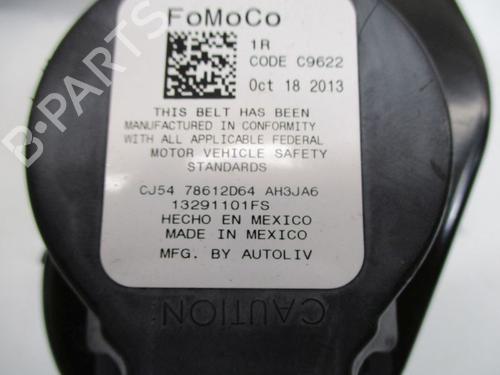 FoMoCo
1R
CODE C9622
Oct 18 2013
THIS BELT HAS BEEN
MANUFACTURED IN CONFORMITY
WITH ALL APPLICABLE FEDERAL
MOTOR VEHICLE SAFETY
STANDARDS
CJ54 78612D64 AH3JA6
13291101FS
HECHO EN MEXICO
MADE IN MEXICO
MFG. BY AUTOLIV
CAUTION
B-PARTS